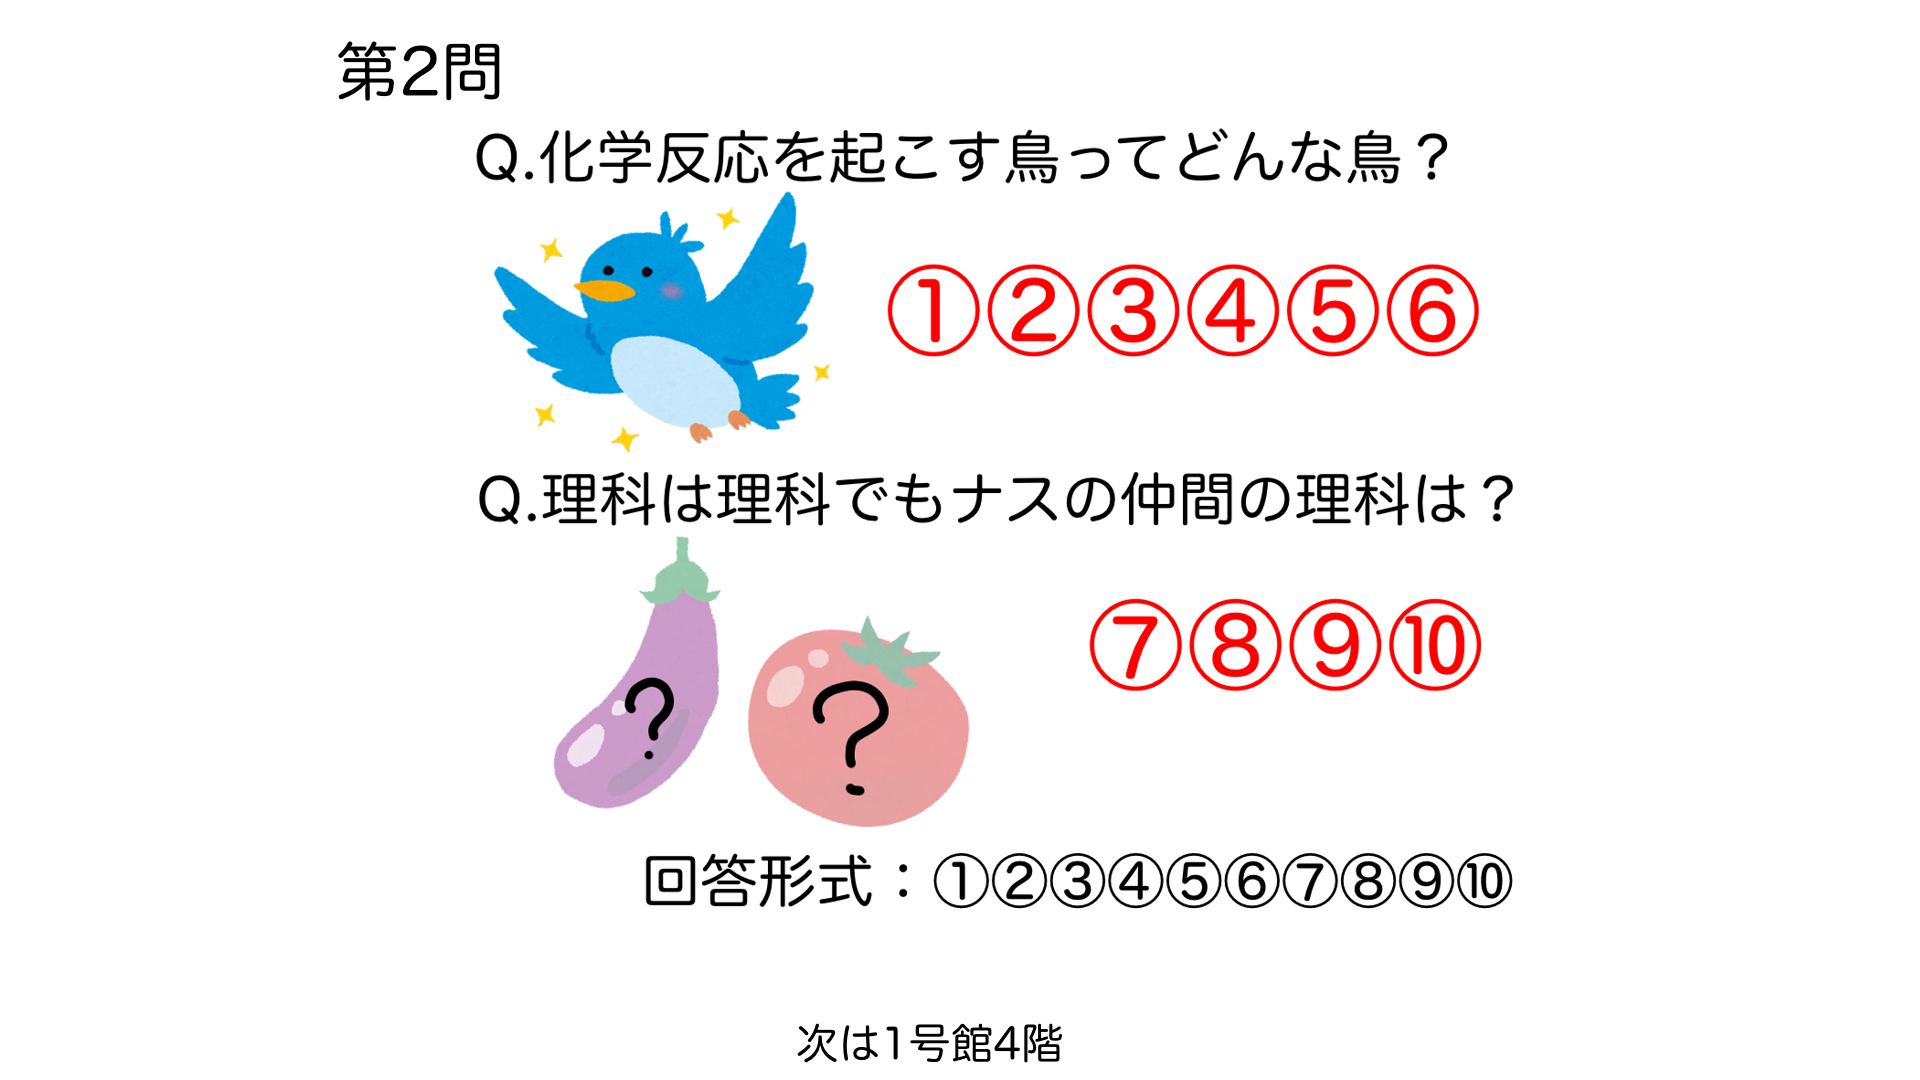 第2問
Q.化学反応を起こす鳥ってどんな鳥？
①②③④⑤⑥
Q.理科は理科でもナスの仲間の理科は？
? ?
⑦⑧⑨⑩
回答形式：①②③④⑤⑥⑦⑧⑨⑩
次は1号館4階